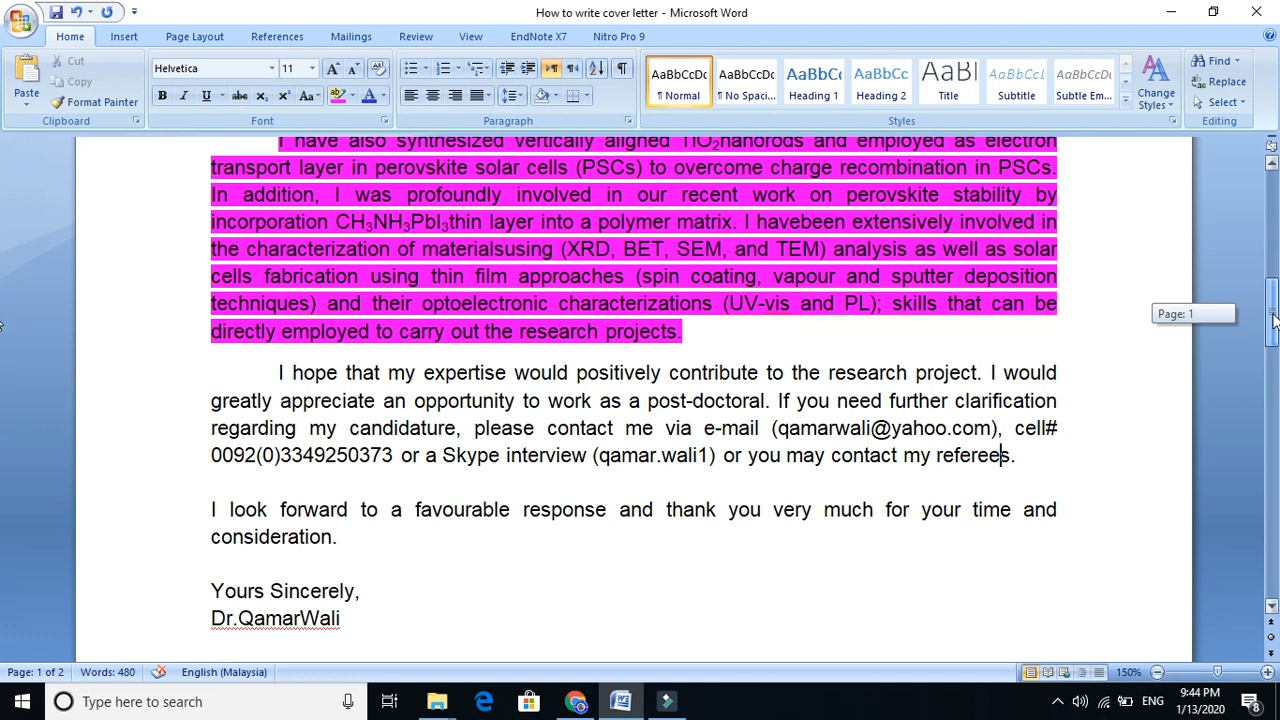 How to write cover letter - Microsoft Word
Home Insert Page Layout References Mailings Review View EndNote X7 Nitro Pro 9
Paste
Cut
Copy
Format Painter
Clipboard
Helvetica 11
Font
Paragraph
AaBbCcDc AaBbCcDc AaBbC AaBbCc AaBl AaBbCcL AaBbCcDc
¶ Normal ¶ No Spaci... Heading 1 Heading 2 Title Subtitle Subtle Em...
Styles
Change Styles
Find
Replace
Select
Editing
I have also synthesized vertically aligned TiO2nanorods and employed as electron
transport layer in perovskite solar cells (PSCs) to overcome charge recombination in PSCs.
In addition, I was profoundly involved in our recent work on perovskite stability by
incorporation CH3NH3PbI3thin layer into a polymer matrix. I havebeen extensively involved in
the characterization of materialsusing (XRD, BET, SEM, and TEM) analysis as well as solar
cells fabrication using thin film approaches (spin coating, vapour and sputter deposition
techniques) and their optoelectronic characterizations (UV-vis and PL); skills that can be
directly employed to carry out the research projects.
Page: 1
I hope that my expertise would positively contribute to the research project. I would
greatly appreciate an opportunity to work as a post-doctoral. If you need further clarification
regarding my candidature, please contact me via e-mail (qamarwali@yahoo.com), cell#
0092(0)3349250373 or a Skype interview (qamar.wali1) or you may contact my referees.
I look forward to a favourable response and thank you very much for your time and
consideration.
Yours Sincerely,
Dr.QamarWali
Page: 1 of 2 Words: 480 English (Malaysia) 150%
Type here to search
ENG
9:44 PM
1/13/2020
8